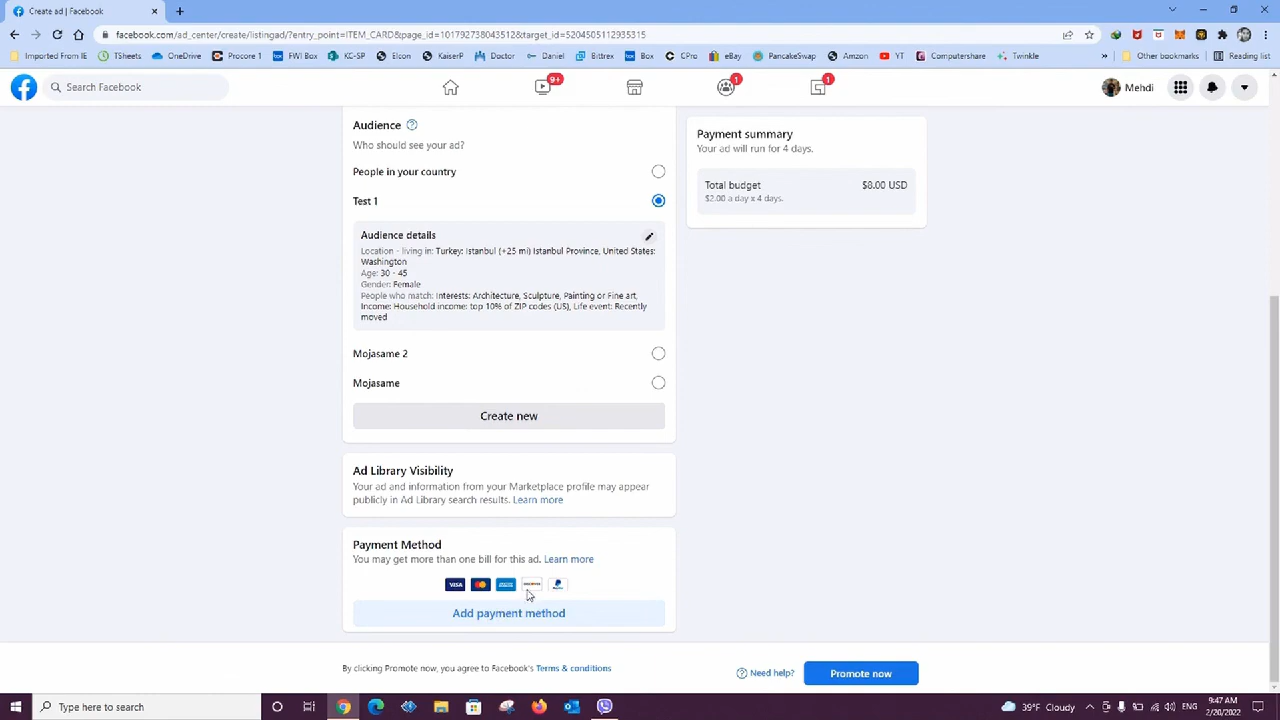 Create ad | Facebook
facebook.com/ad_center/create/listingad/?entry_point=ITEM_CARD&page_id=101792738043512&target_id=5204505112935315
Imported From IE TSheets OneDrive Procore 1 FWI Box KC-SP Elcon KaiserP Doctor Daniel Bittrex Box CPro eBay PancakeSwap Amzon YT Computershare Twinkle » Other bookmarks Reading list
Search Facebook 9+ 1 1 Mehdi
Audience
Who should see your ad?
People in your country
Test 1
Audience details
Location - living in: Turkey: Istanbul (+25 mi) Istanbul Province, United States:
Washington
Age: 30 - 45
Gender: Female
People who match: Interests: Architecture, Sculpture, Painting or Fine art,
Income: Household income: top 10% of ZIP codes (US), Life event: Recently
moved
Mojasame 2
Mojasame
Create new
Ad Library Visibility
Your ad and information from your Marketplace profile may appear
publicly in Ad Library search results. Learn more
Payment Method
You may get more than one bill for this ad. Learn more
VISA
Add payment method
Payment summary
Your ad will run for 4 days.
Total budget $8.00 USD
$2.00 a day x 4 days.
By clicking Promote now, you agree to Facebook's Terms & conditions
Need help? Promote now
Type here to search
39°F Cloudy
9:47 AM
2/20/2022